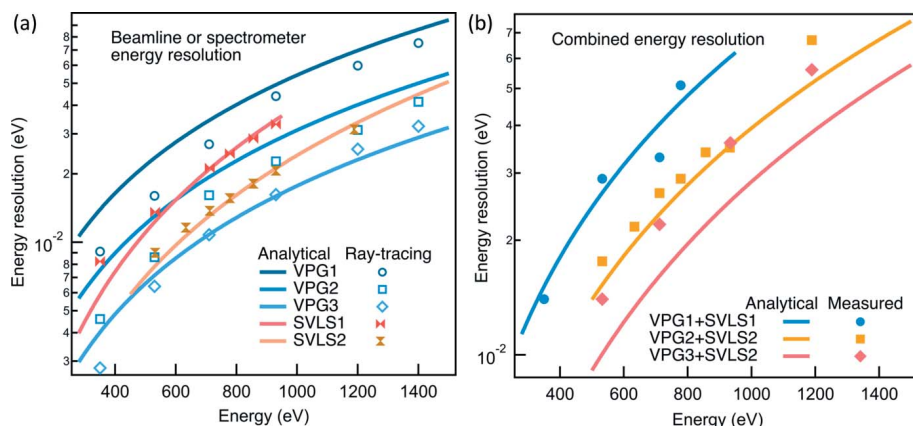 (a)
Beamline or spectrometer
energy resolution
8
7
6
5
4
3
2
10-2
9
8
7
6
5
4
3
Energy resolution (eV)
Analytical Ray-tracing
VPG1
VPG2
VPG3
SVLS1
SVLS2
400 600 800 1000 1200 1400
Energy (eV)
(b)
Combined energy resolution
7
6
5
4
3
2
10-2
Energy resolution (eV)
Analytical Measured
VPG1+SVLS1
VPG2+SVLS2
VPG3+SVLS2
400 600 800 1000 1200 1400
Energy (eV)